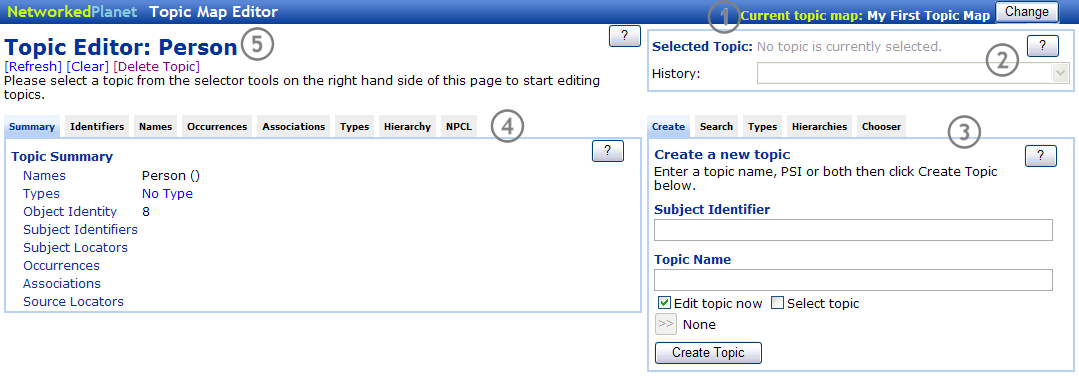 NetworkedPlanet Topic Map Editor
1 Current topic map: My First Topic Map Change
Topic Editor: Person 5 ?
[Refresh] [Clear] [Delete Topic]
Please select a topic from the selector tools on the right hand side of this page to start editing
topics.
Selected Topic: No topic is currently selected. ?
History: 2
Summary Identifiers Names Occurrences Associations Types Hierarchy NPCL 4
Topic Summary ?
Names Person ()
Types No Type
Object Identity 8
Subject Identifiers
Subject Locators
Occurrences
Associations
Source Locators
Create Search Types Hierarchies Chooser 3
Create a new topic ?
Enter a topic name, PSI or both then click Create Topic
below.
Subject Identifier
Topic Name
Edit topic now Select topic
>> None
Create Topic